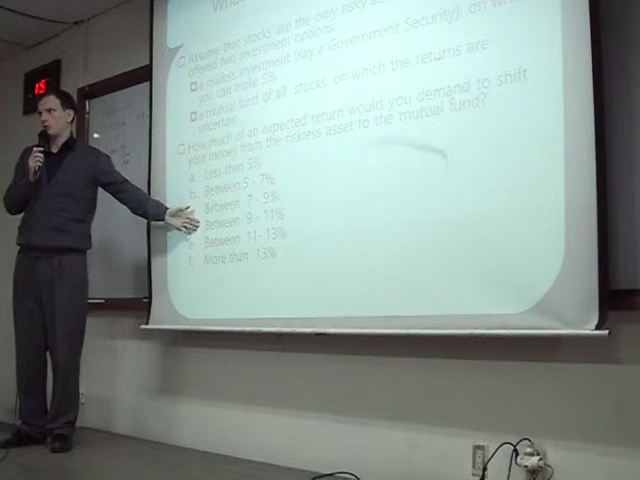 What
Assume that stocks are the only risky
offered two investment options:
a riskless investment (say a Government Security), on
you can make 5%
a mutual fund of all stocks, on which the returns are
uncertain
How much of an expected return would you demand to shift
your money from the riskless asset to the mutual fund?
a. Less than 5%
b. Between 5 - 7%
Between 7 - 9%
Between 9 - 11%
e. Between 11- 13%
f. More than 13%
15